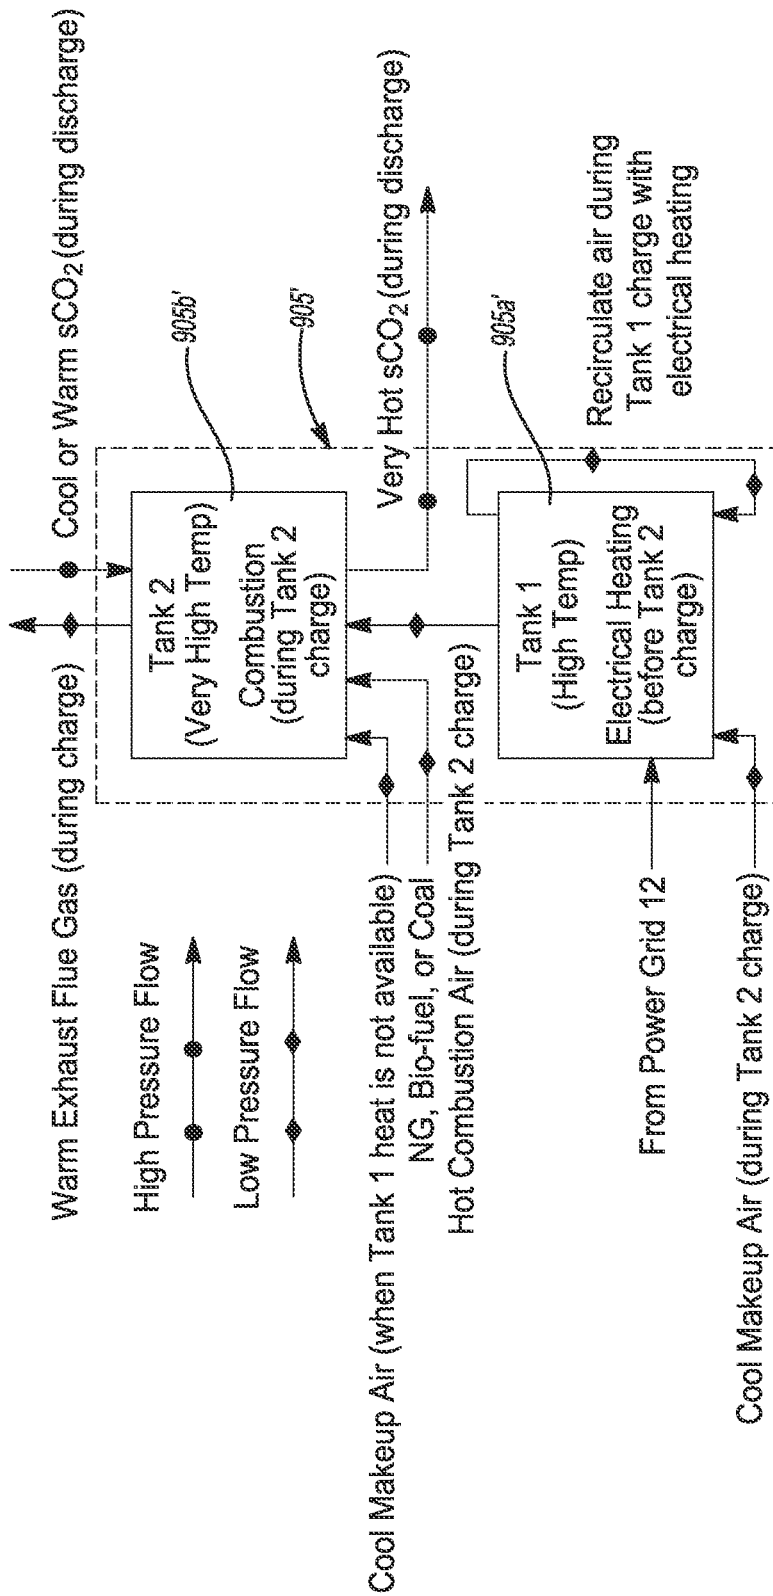 Warm Exhaust Flue Gas (during charge)
Cool or Warm sCO₂ (during discharge)
High Pressure Flow
Low Pressure Flow
905b'
905'
Tank 2
(Very High Temp)
Combustion
(during Tank 2
charge)
Very Hot sCO₂ (during discharge)
Cool Makeup Air (when Tank 1 heat is not available)
NG, Bio-fuel, or Coal
Hot Combustion Air (during Tank 2 charge)
905a'
Tank 1
(High Temp)
Electrical Heating
(before Tank 2
charge)
Recirculate air during
Tank 1 charge with
electrical heating
From Power Grid 12
Cool Makeup Air (during Tank 2 charge)